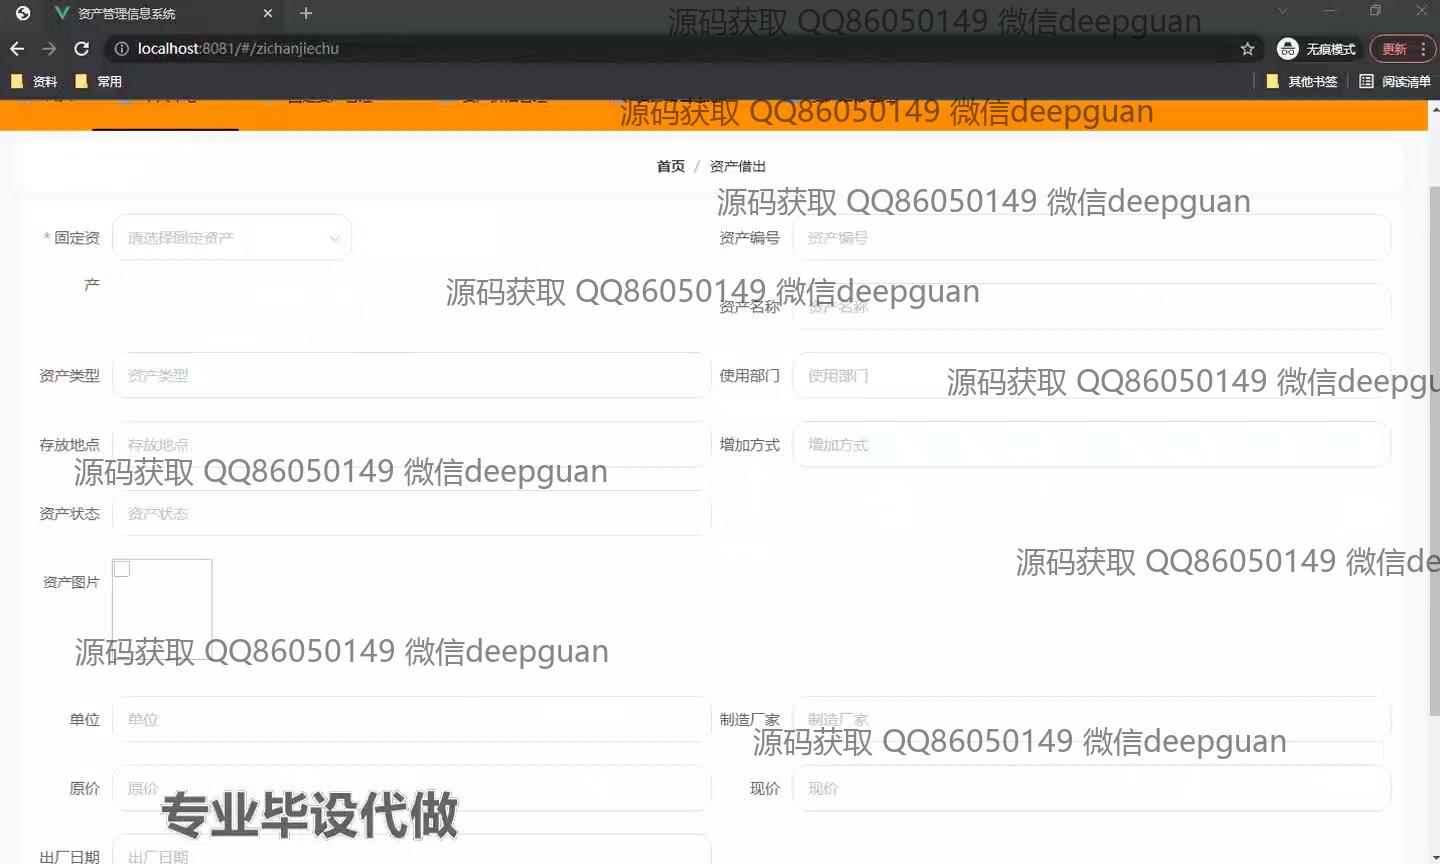 资产管理信息系统
源码获取 QQ86050149 微信deepguan
localhost:8081/#/zichanjiechu
无痕模式
更新
资料
常用
其他书签
阅读清单
源码获取 QQ86050149 微信deepguan
首页 / 资产借出
源码获取 QQ86050149 微信deepguan
* 固定资
产
请选择固定资产
资产编号
资产编号
源码获取 QQ86050149 微信deepguan
资产名称
资产名称
资产类型
资产类型
使用部门
使用部门
源码获取 QQ86050149 微信deepgu
存放地点
存放地点
增加方式
增加方式
源码获取 QQ86050149 微信deepguan
资产状态
资产状态
源码获取 QQ86050149 微信de
资产图片
源码获取 QQ86050149 微信deepguan
单位
单位
制造厂家
制造厂家
源码获取 QQ86050149 微信deepguan
原价
原价
现价
现价
专业毕设代做
出厂日期
出厂日期